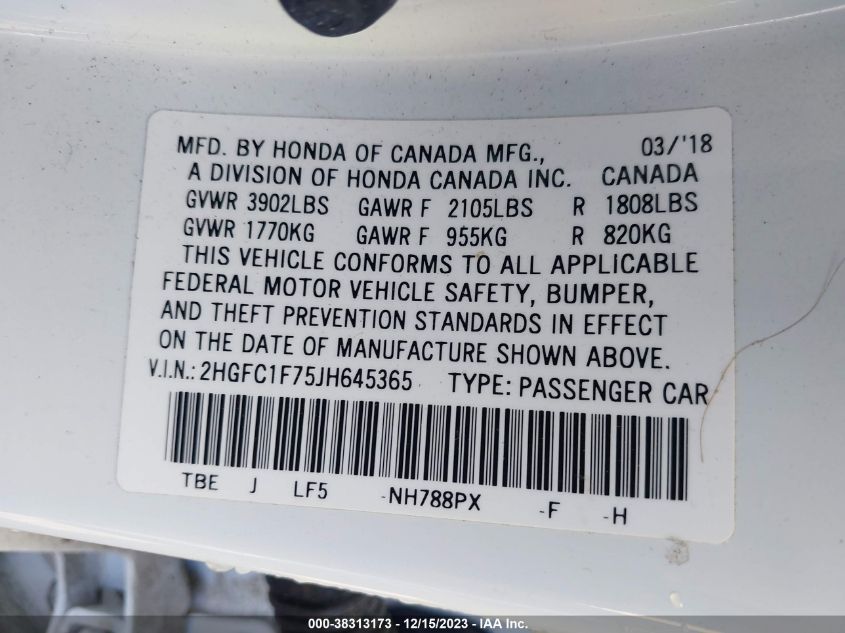 MFD. BY HONDA OF CANADA MFG., 03/'18
A DIVISION OF HONDA CANADA INC. CANADA
GVWR 3902LBS GAWR F 2105LBS R 1808LBS
GVWR 1770KG GAWR F 955KG R 820KG
THIS VEHICLE CONFORMS TO ALL APPLICABLE
FEDERAL MOTOR VEHICLE SAFETY, BUMPER,
AND THEFT PREVENTION STANDARDS IN EFFECT
ON THE DATE OF MANUFACTURE SHOWN ABOVE.
V.I.N.: 2HGFC1F75JH645365 TYPE: PASSENGER CAR
TBE J LF5 -NH788PX -F -H
000-38313173 - 12/15/2023 - IAA Inc.